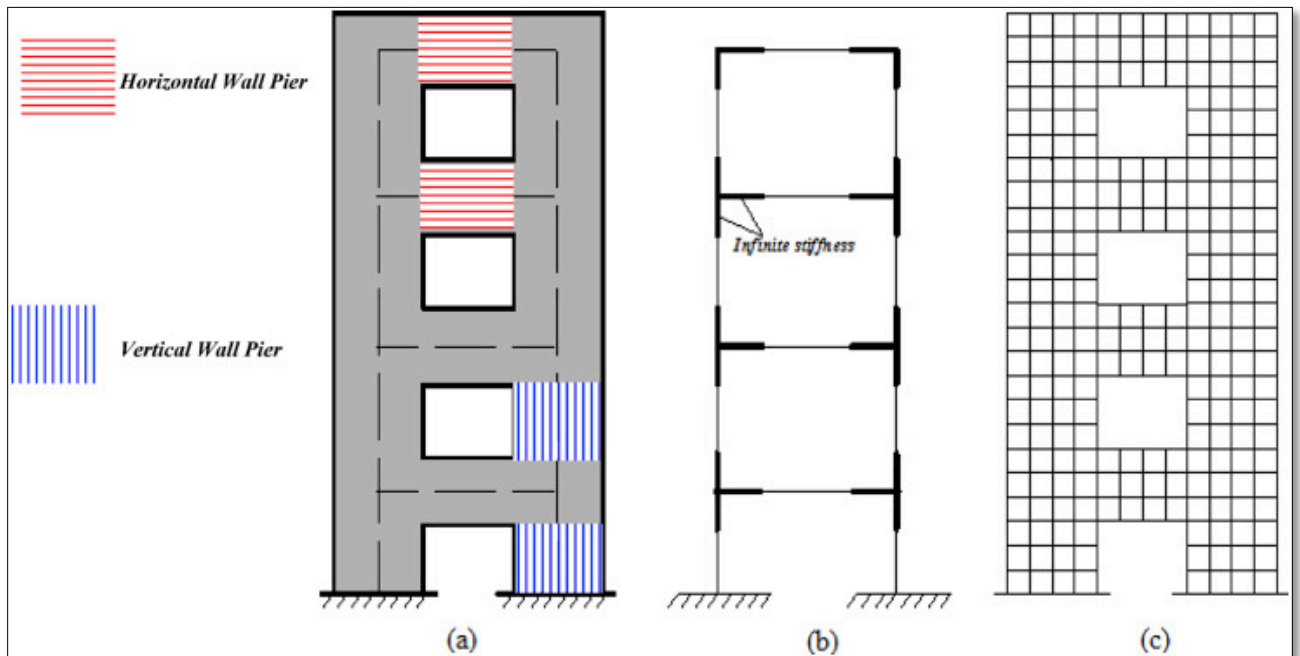 Horizontal Wall Pier
Infinite stiffness
Vertical Wall Pier
(a)
(b)
(c)